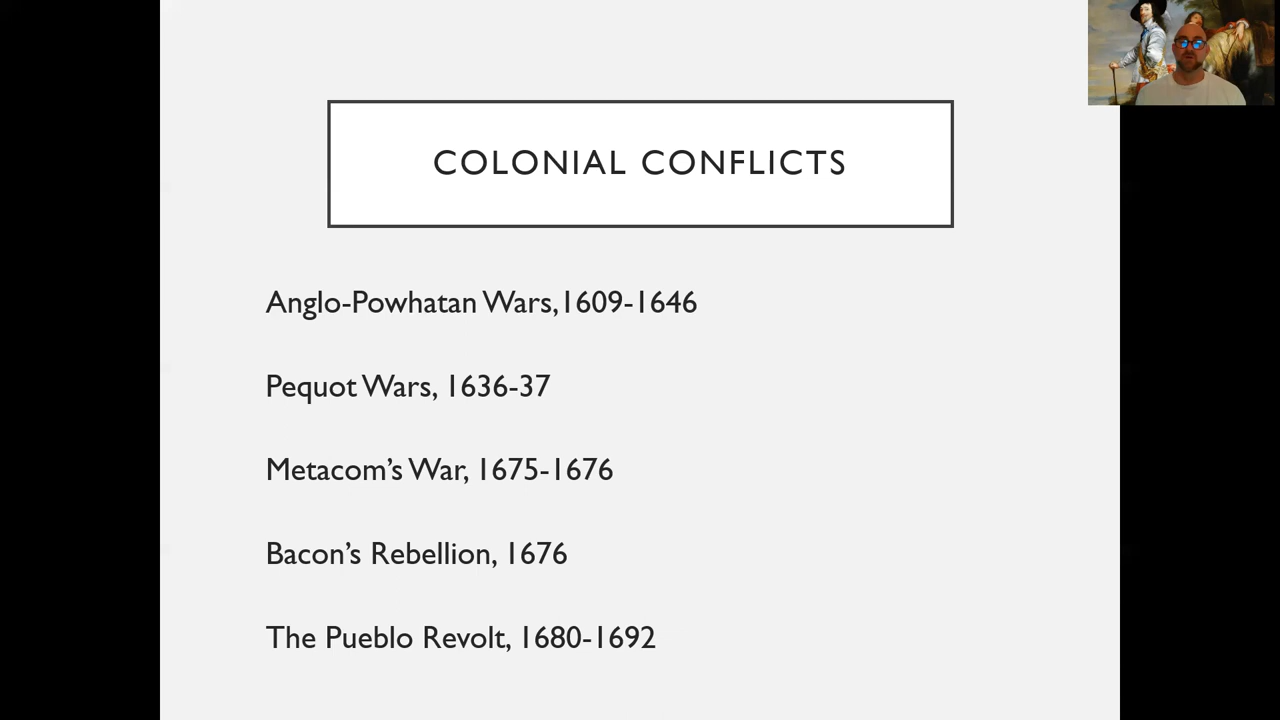 COLONIAL CONFLICTS
Anglo-Powhatan Wars,1609-1646
Pequot Wars, 1636-37
Metacom’s War, 1675-1676
Bacon’s Rebellion, 1676
The Pueblo Revolt, 1680-1692